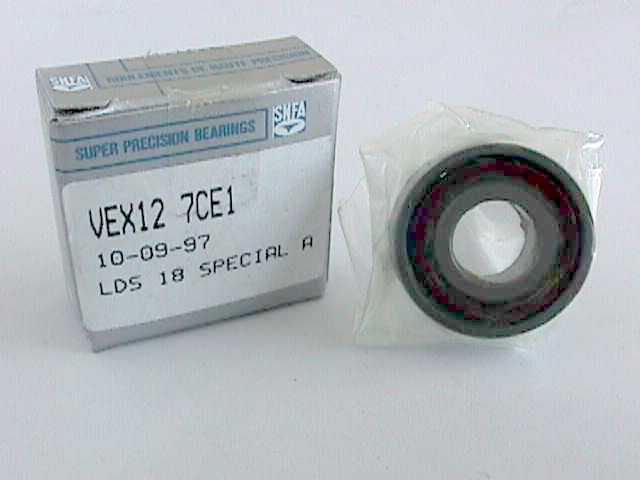 SNFA
ROULEMENTS DE HAUTE PRECISION
SUPER PRECISION BEARINGS
SNFA
VEX12 7CE1
10-09-97
LDS 18 SPECIAL A